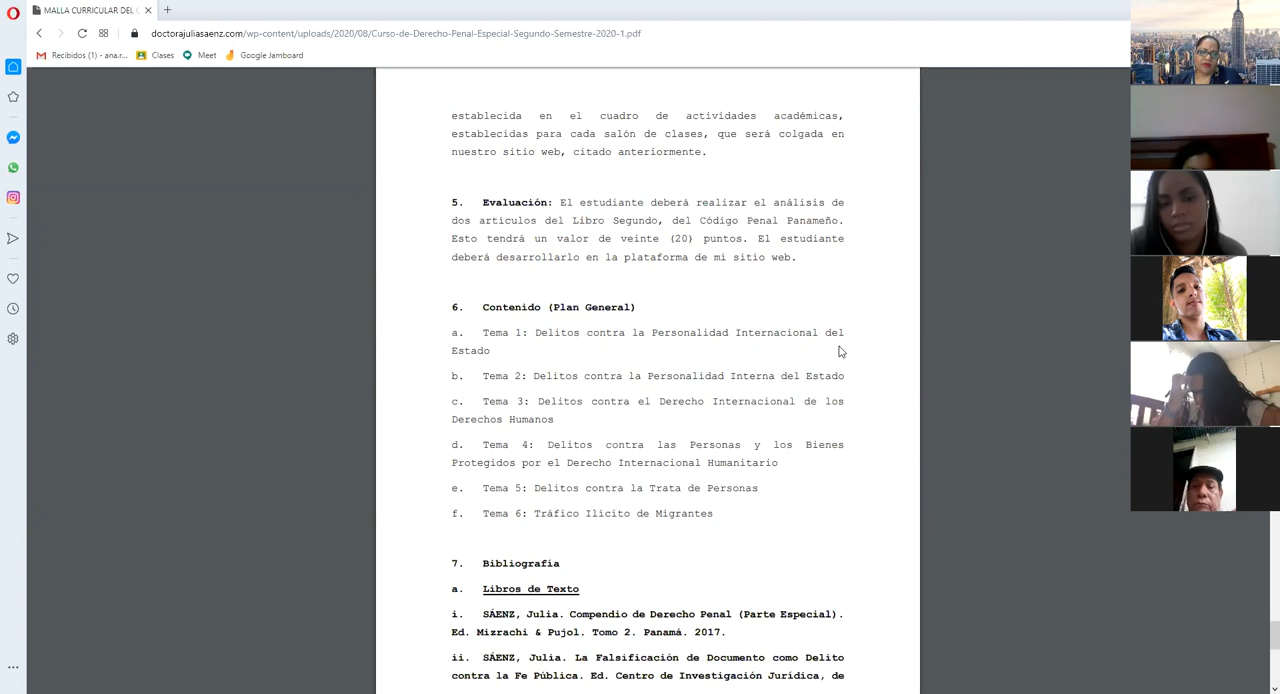 MALLA CURRICULAR DEL
doctorajuliasaenz.com/wp-content/uploads/2020/08/Curso-de-Derecho-Penal-Especial-Segundo-Semestre-2020-1.pdf
Recibidos (1) - ana.r... Clases Meet Google Jamboard
establecida en el cuadro de actividades académicas,
establecidas para cada salón de clases, que será colgada en
nuestro sitio web, citado anteriormente.
5. Evaluación: El estudiante deberá realizar el análisis de
dos artículos del Libro Segundo, del Código Penal Panameño.
Esto tendrá un valor de veinte (20) puntos. El estudiante
deberá desarrollarlo en la plataforma de mi sitio web.
6. Contenido (Plan General)
a. Tema 1: Delitos contra la Personalidad Internacional del
Estado
b. Tema 2: Delitos contra la Personalidad Interna del Estado
c. Tema 3: Delitos contra el Derecho Internacional de los
Derechos Humanos
d. Tema 4: Delitos contra las Personas y los Bienes
Protegidos por el Derecho Internacional Humanitario
e. Tema 5: Delitos contra la Trata de Personas
f. Tema 6: Tráfico Ilícito de Migrantes
7. Bibliografía
a. Libros de Texto
i. SÁENZ, Julia. Compendio de Derecho Penal (Parte Especial).
Ed. Mizrachi & Pujol. Tomo 2. Panamá. 2017.
ii. SÁENZ, Julia. La Falsificación de Documento como Delito
contra la Fe Pública. Ed. Centro de Investigación Jurídica, de